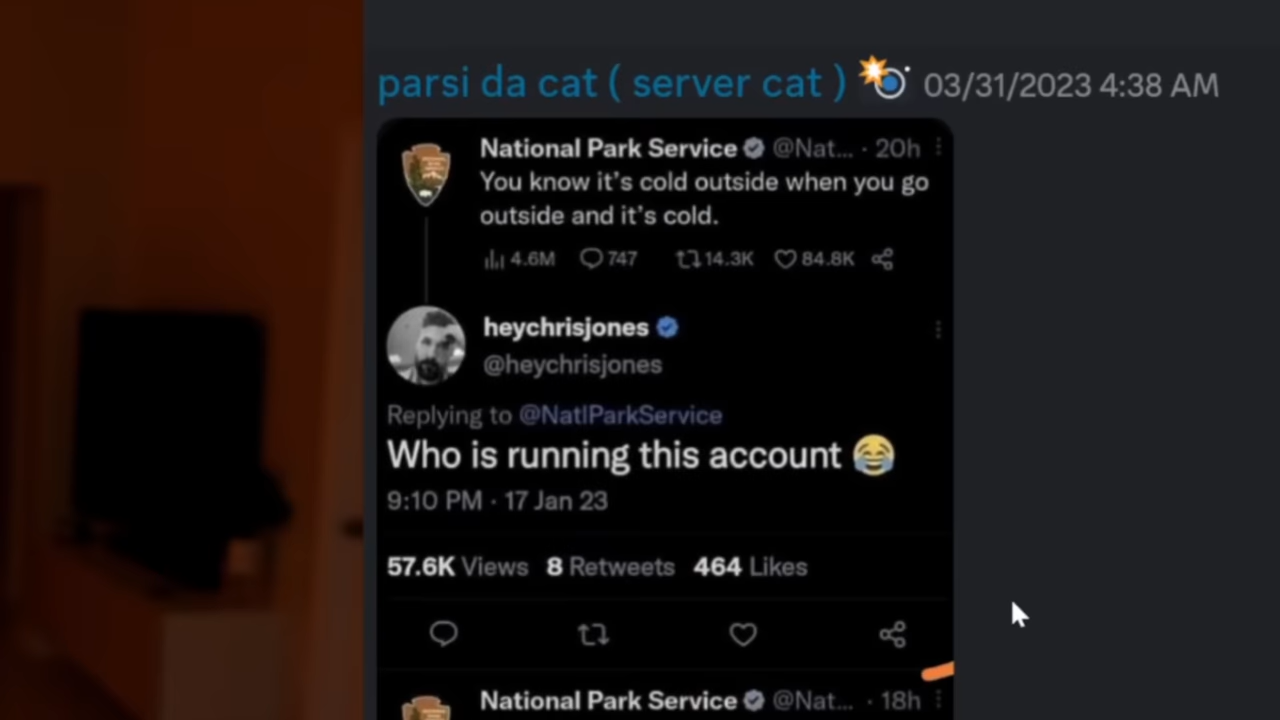 parsi da cat ( server cat ) 03/31/2023 4:38 AM
National Park Service @Nat... · 20h
You know it's cold outside when you go
outside and it's cold.
4.6M 747 14.3K 84.8K
heychrisjones
@heychrisjones
Replying to @NatlParkService
Who is running this account 😂
9:10 PM · 17 Jan 23
57.6K Views 8 Retweets 464 Likes
National Park Service @Nat... · 18h